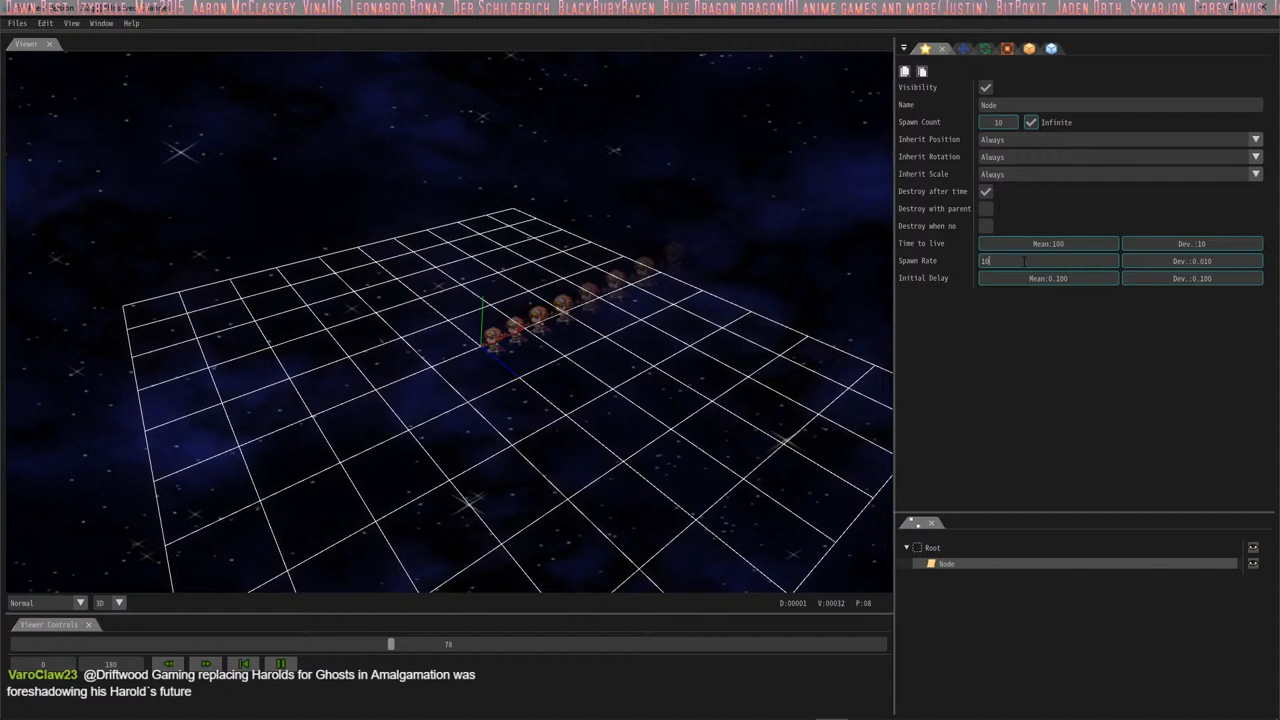 Aaron McClaskey Vina116 Leonardo Bonaz Der Schilderich BlackRubyRaven Blue Dragon dragon101 anime games and more(Justin), BitPokit Jaden Orth Sykarjon Corey Davis
Files Edit View Window Help
Viewer
Visibility
Name Node
Spawn Count 10 Infinite
Inherit Position Always
Inherit Rotation Always
Inherit Scale Always
Destroy after time
Destroy with parent
Destroy when no
Time to live Mean:100 Dev.:10
Spawn Rate 10 Dev.:0.010
Initial Delay Mean:0.100 Dev.:0.100
Root
Node
Normal 3D D:00001 V:00032 P:08
Viewer Controls
78
0 180
VaroClaw23 @Driftwood Gaming replacing Harolds for Ghosts in Amalgamation was
foreshadowing his Harold´s future